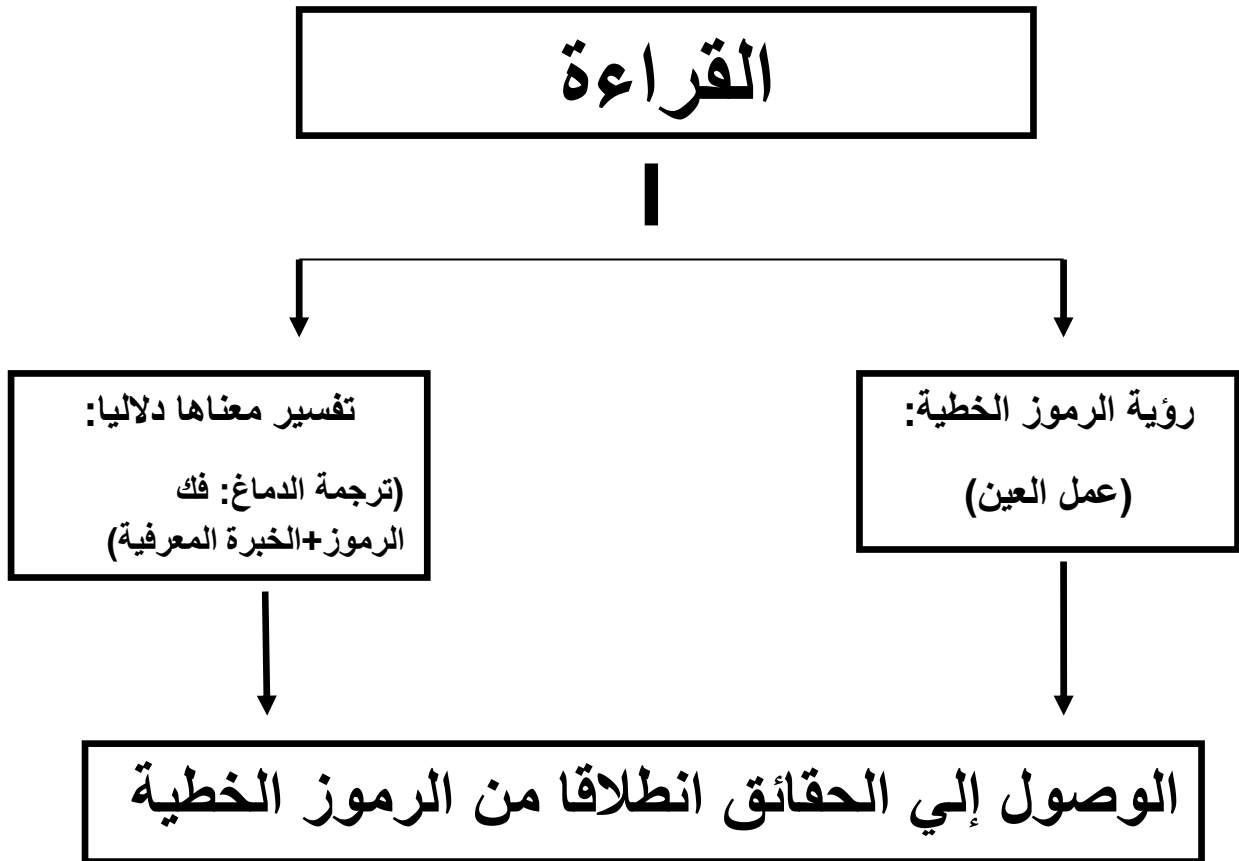 القراءة
رؤية الرموز الخطية:
(عمل العين)
تفسير معناها دلاليا:
(ترجمة الدماغ: فك
الرموز+الخبرة المعرفية)
الوصول إلي الحقائق انطلاقا من الرموز الخطية